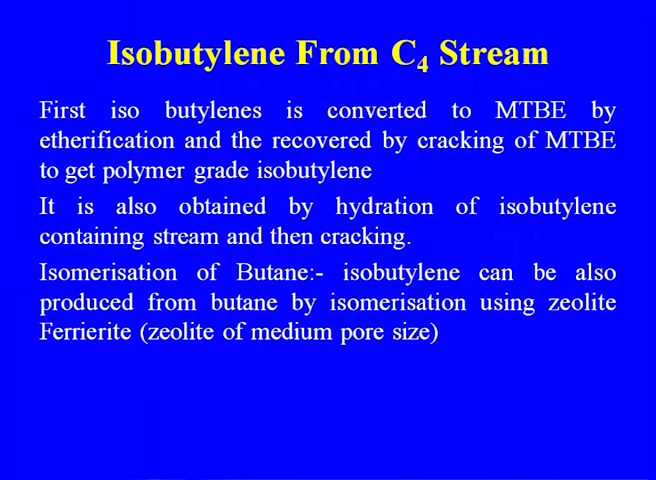 Isobutylene From C₄ Stream
First iso butylenes is converted to MTBE by
etherification and the recovered by cracking of MTBE
to get polymer grade isobutylene
It is also obtained by hydration of isobutylene
containing stream and then cracking.
Isomerisation of Butane:- isobutylene can be also
produced from butane by isomerisation using zeolite
Ferrierite (zeolite of medium pore size)